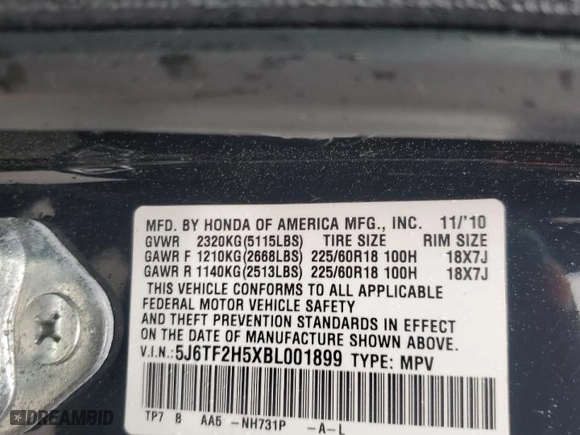 MFD. BY HONDA OF AMERICA MFG., INC. 11/'10
GVWR 2320KG(5115LBS) TIRE SIZE RIM SIZE
GAWR F 1210KG(2668LBS) 225/60R18 100H 18X7J
GAWR R 1140KG(2513LBS) 225/60R18 100H 18X7J
THIS VEHICLE CONFORMS TO ALL APPLICABLE
FEDERAL MOTOR VEHICLE SAFETY
AND THEFT PREVENTION STANDARDS IN EFFECT
ON THE DATE OF MANUFACTURE SHOWN ABOVE.
V.I.N.: 5J6TF2H5XBL001899 TYPE: MPV
TP7 B AA5 -NH731P -A-L
DREAMBID